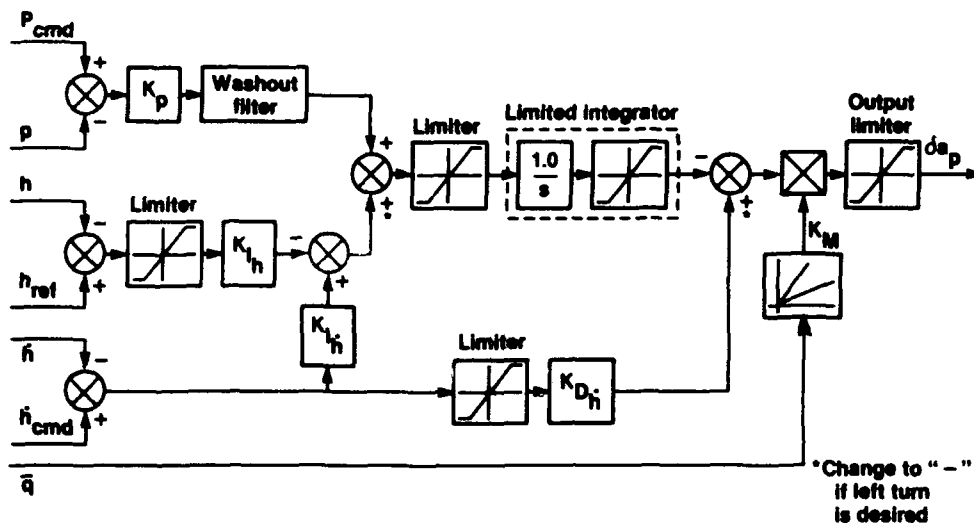 P_cmd
+
−
K_p
Washout
filter
p
+
+
*
Limiter
Limited integrator
1.0
s
−
+
*
Output
limiter
δa_p
K_M
h
−
+
Limiter
K_I_h
−
+
h_ref
K_I_ḣ
ḣ
−
+
ḣ_cmd
Limiter
K_D_ḣ
q̅
*Change to “−”
if left turn
is desired